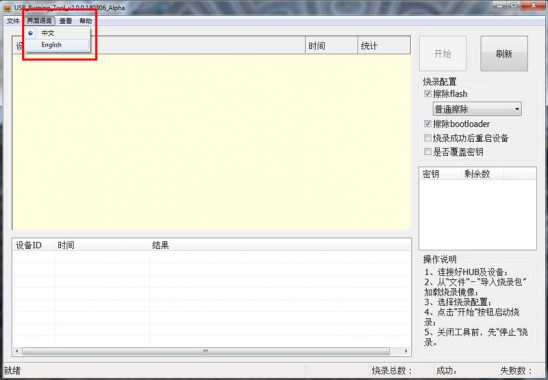 USB_Burning_Tool_v2.0.0.140306_Alpha
文件 界面语言 查看 帮助
中文
English
时间 统计
开始 刷新
烧录配置
擦除flash
普通擦除
擦除bootloader
烧录成功后重启设备
是否覆盖密钥
密钥 剩余数
设备ID 时间 结果
操作说明
1、连接好HUB及设备;
2、从"文件"-"导入烧录包"
加载烧录镜像;
3、选择烧录配置;
4、点击"开始"按钮启动烧
录;
5、关闭工具前,先"停止"烧
录。
就绪 烧录总数: 成功: 失败数: